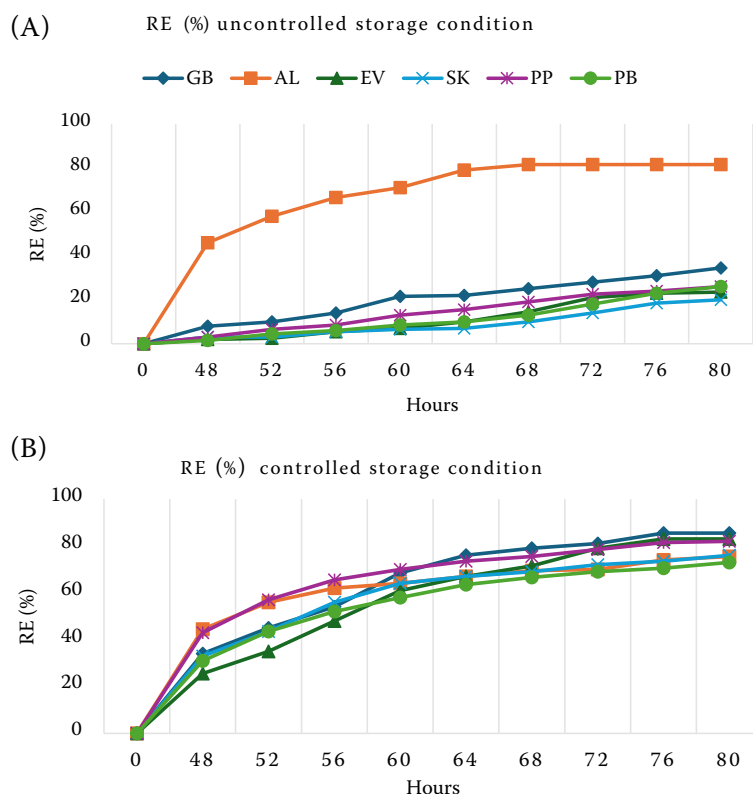 (A)
RE (%) uncontrolled storage condition
GB AL EV SK PP PB
100
80
60
40
20
0
RE (%)
0 48 52 56 60 64 68 72 76 80
Hours
(B)
RE (%) controlled storage condition
100
80
60
40
20
0
RE (%)
0 48 52 56 60 64 68 72 76 80
Hours